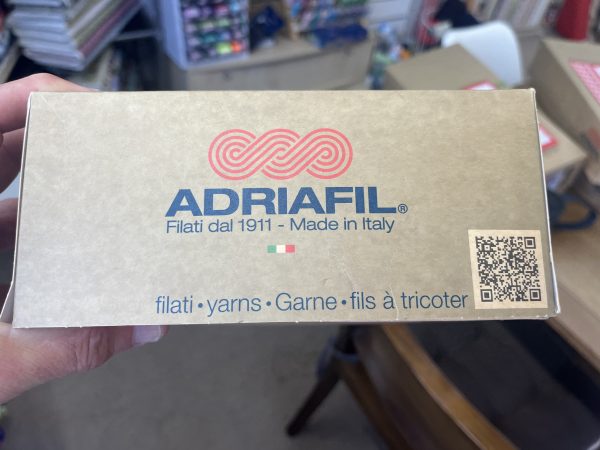 ADRIAFIL®
Filati dal 1911 - Made in Italy
filati • yarns • Garne • fils à tricoter